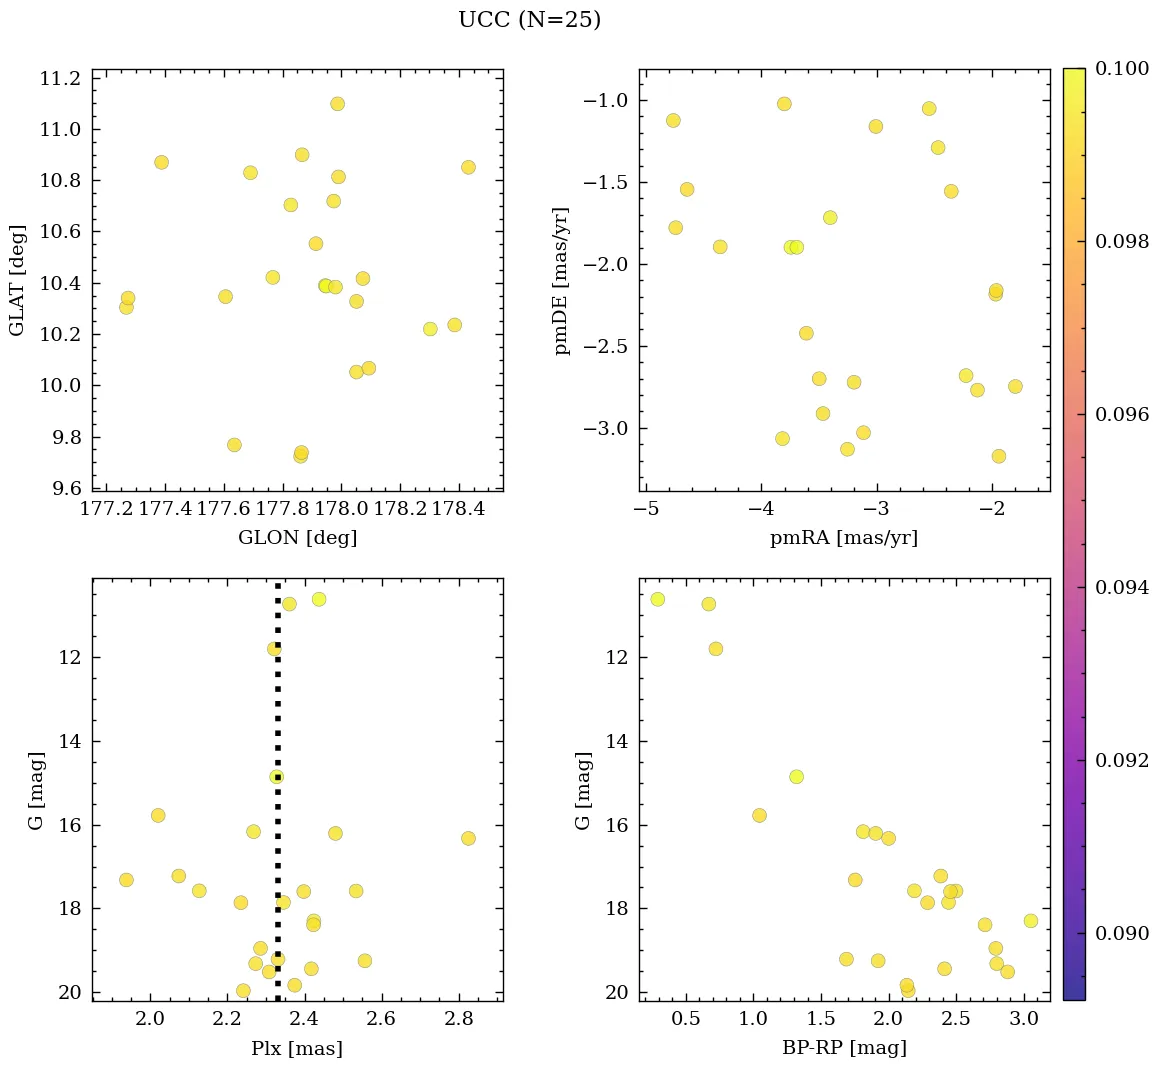 UCC (N=25)
11.2
11.0
10.8
10.6
10.4
10.2
10.0
9.8
9.6
GLAT [deg]
177.2 177.4 177.6 177.8 178.0 178.2 178.4
GLON [deg]
−1.0
−1.5
−2.0
−2.5
−3.0
pmDE [mas/yr]
−5 −4 −3 −2
pmRA [mas/yr]
12
14
16
18
20
G [mag]
2.0 2.2 2.4 2.6 2.8
Plx [mas]
12
14
16
18
20
G [mag]
0.5 1.0 1.5 2.0 2.5 3.0
BP-RP [mag]
0.100
0.098
0.096
0.094
0.092
0.090